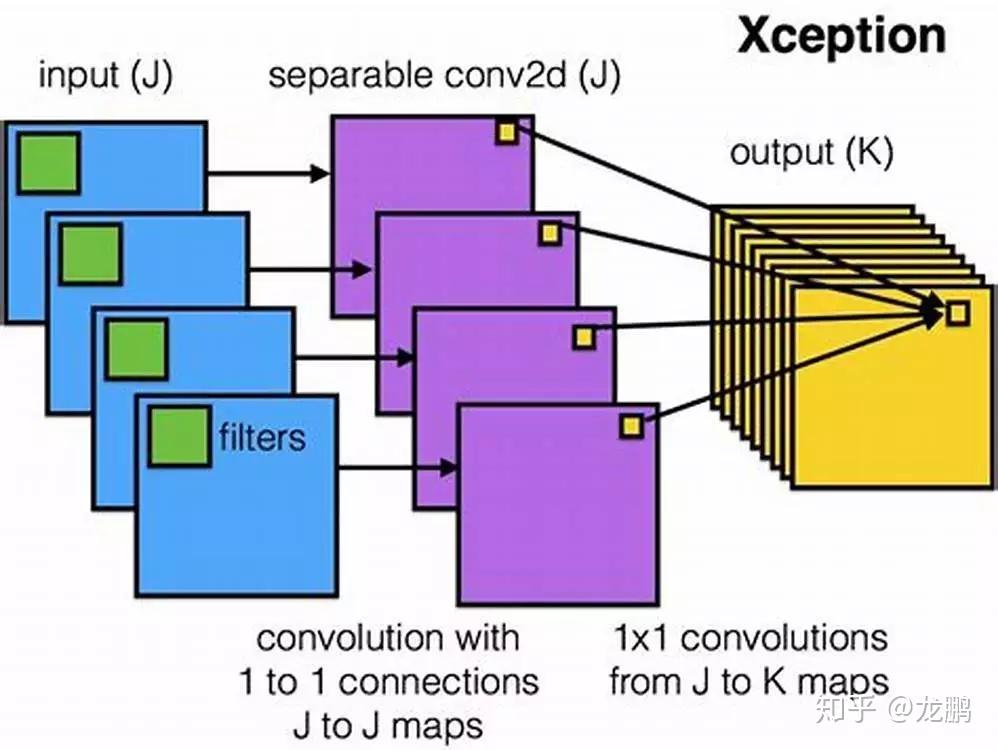 Xception
input (J)
separable conv2d (J)
output (K)
filters
convolution with
1 to 1 connections
J to J maps
1x1 convolutions
from J to K maps
知乎 @龙鹏